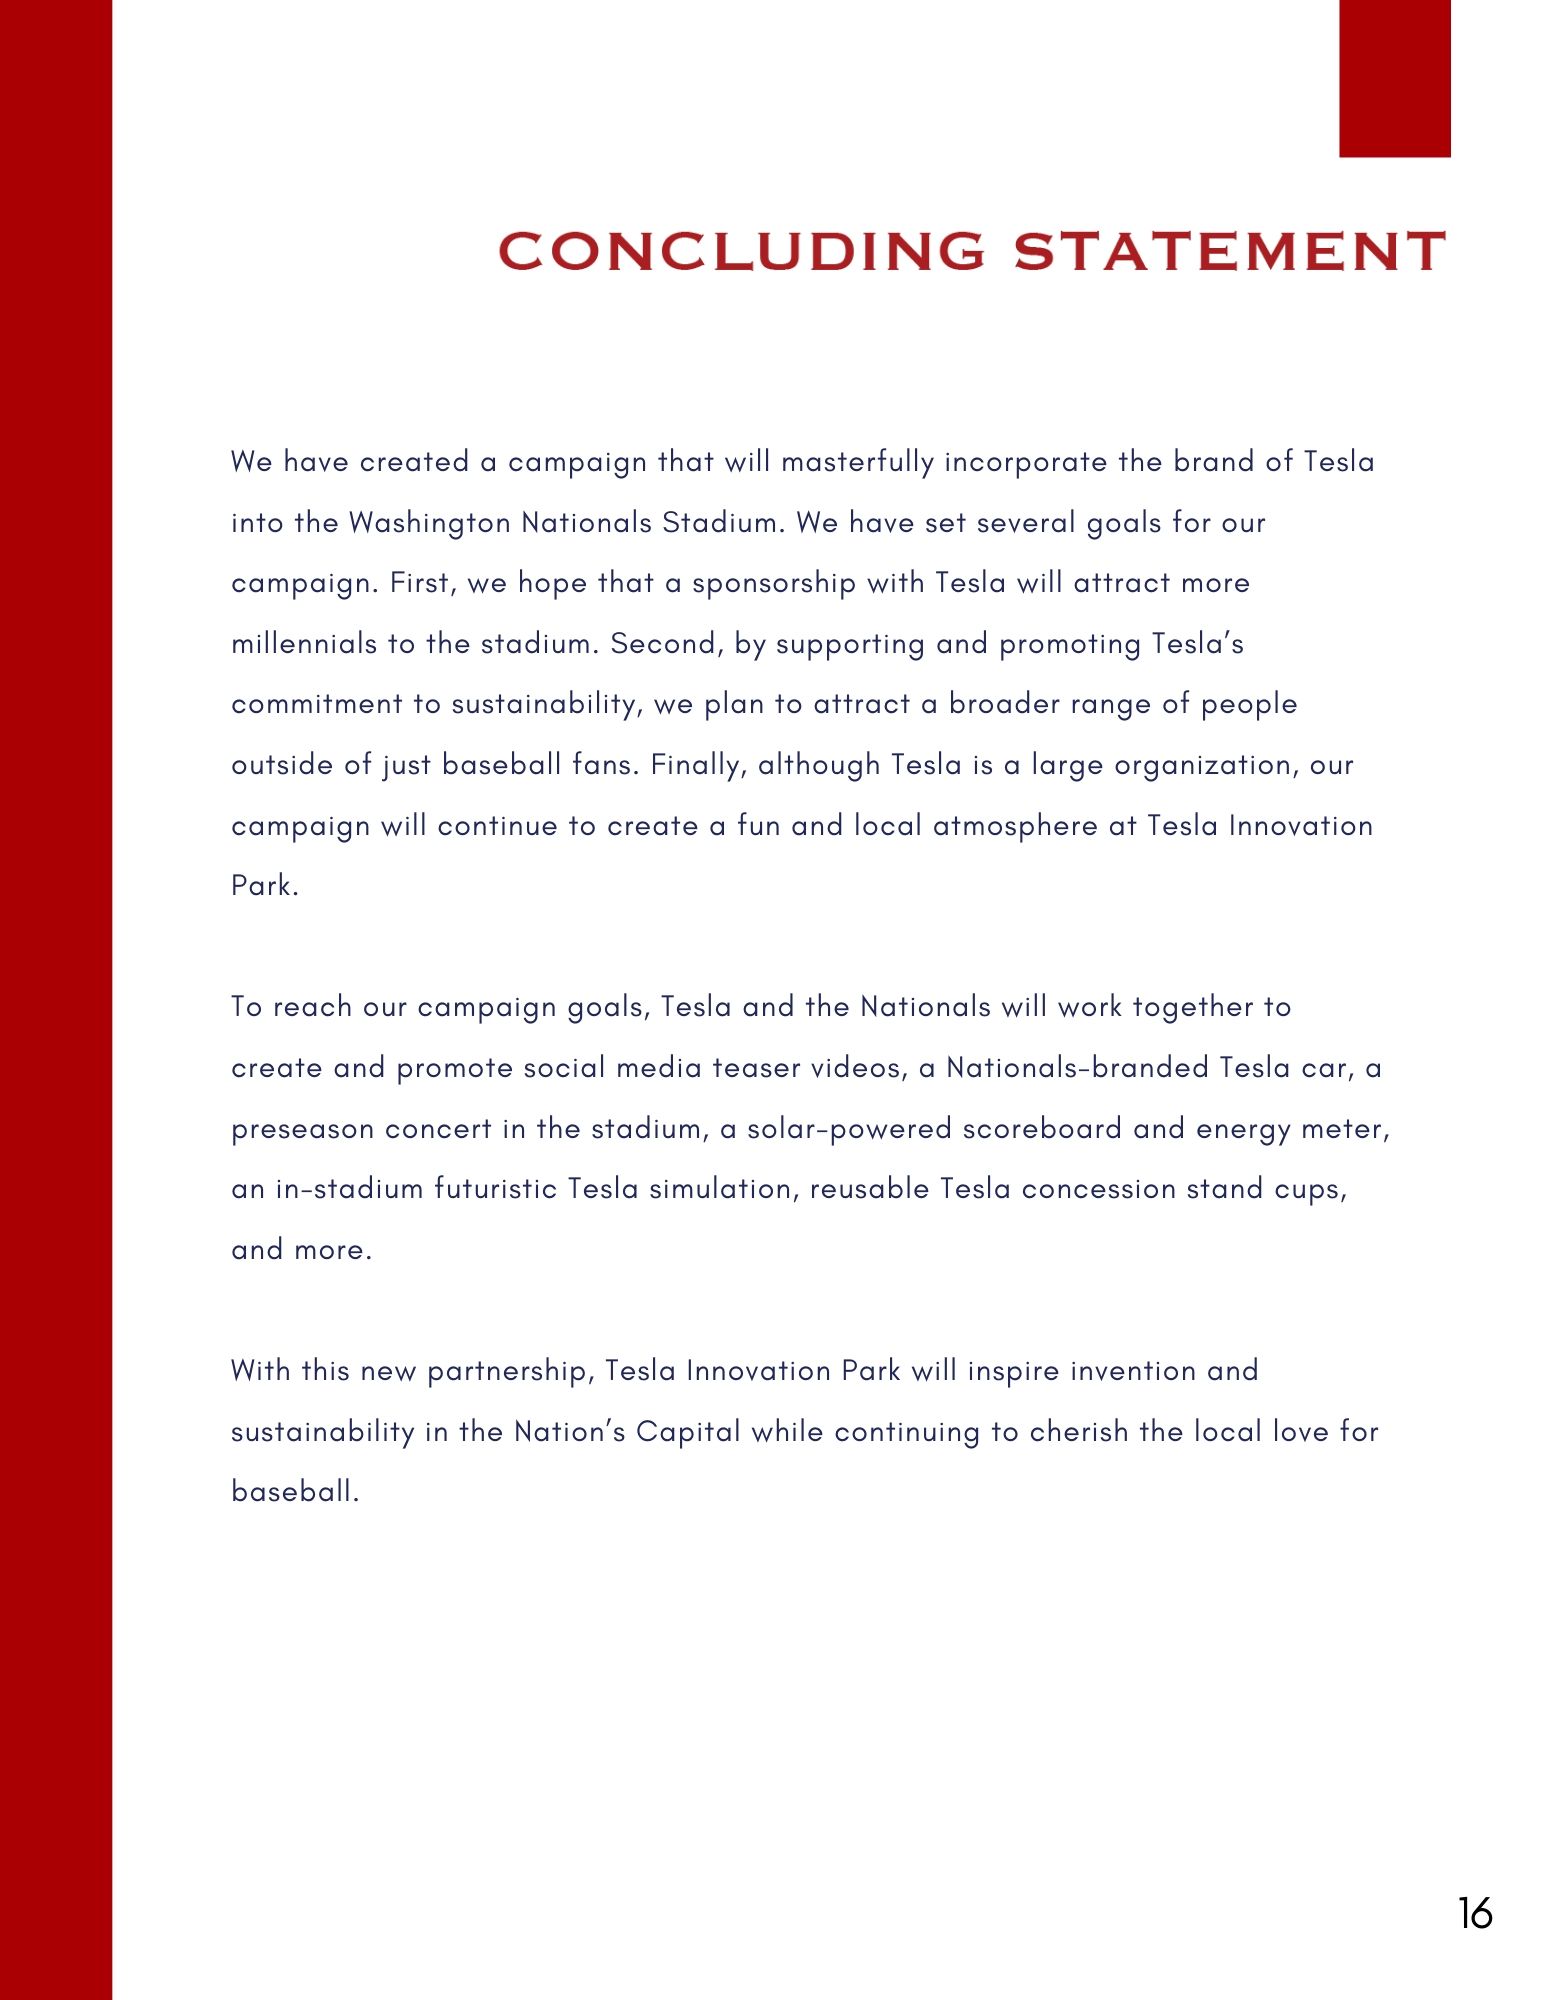 CONCLUDING STATEMENT
We have created a campaign that will masterfully incorporate the brand of Tesla
into the Washington Nationals Stadium. We have set several goals for our
campaign. First, we hope that a sponsorship with Tesla will attract more
millennials to the stadium. Second, by supporting and promoting Tesla’s
commitment to sustainability, we plan to attract a broader range of people
outside of just baseball fans. Finally, although Tesla is a large organization, our
campaign will continue to create a fun and local atmosphere at Tesla Innovation
Park.
To reach our campaign goals, Tesla and the Nationals will work together to
create and promote social media teaser videos, a Nationals-branded Tesla car, a
preseason concert in the stadium, a solar-powered scoreboard and energy meter,
an in-stadium futuristic Tesla simulation, reusable Tesla concession stand cups,
and more.
With this new partnership, Tesla Innovation Park will inspire invention and
sustainability in the Nation’s Capital while continuing to cherish the local love for
baseball.
16